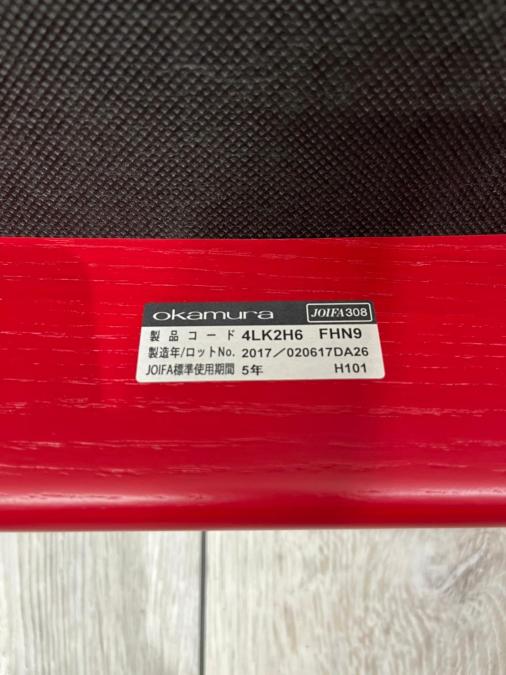 okamura JOIFA308
製品コード 4LK2H6 FHN9
製造年/ロットNo. 2017/020617DA26
JOIFA標準使用期間 5年 H101